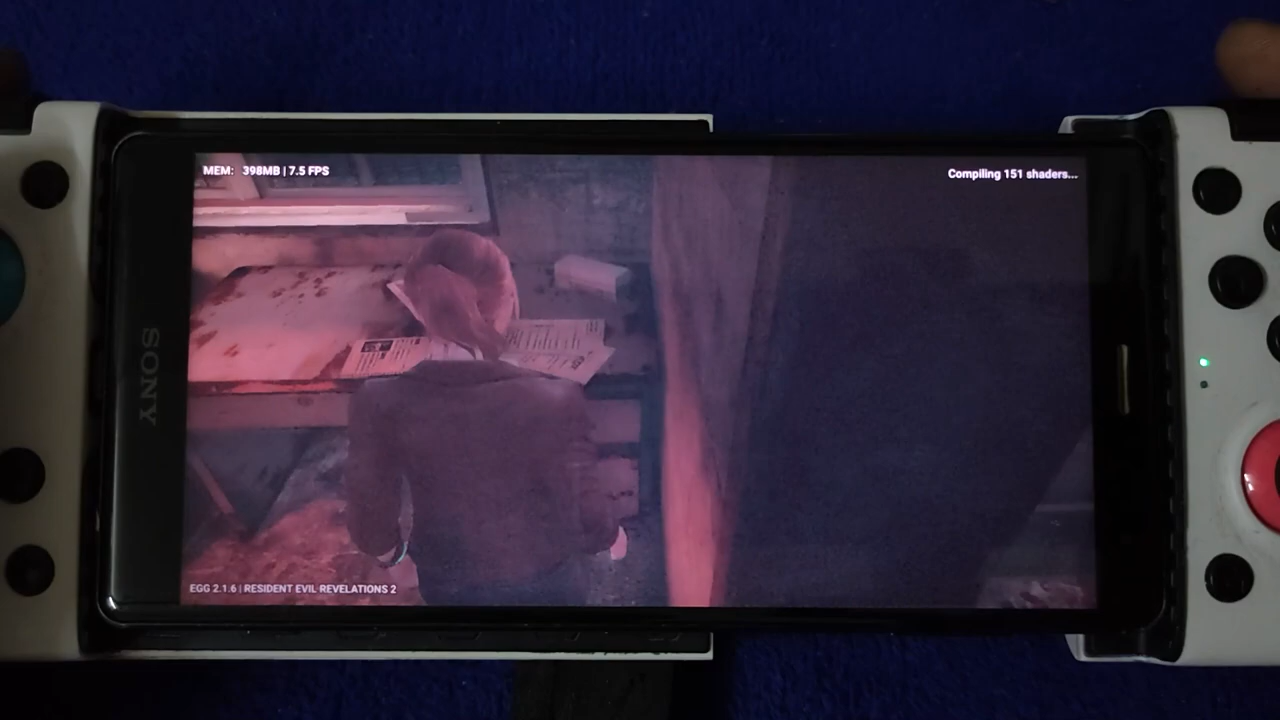 MEM: 398MB | 7.5 FPS
Compiling 151 shaders...
SONY
EGG 2.1.6 | RESIDENT EVIL REVELATIONS 2